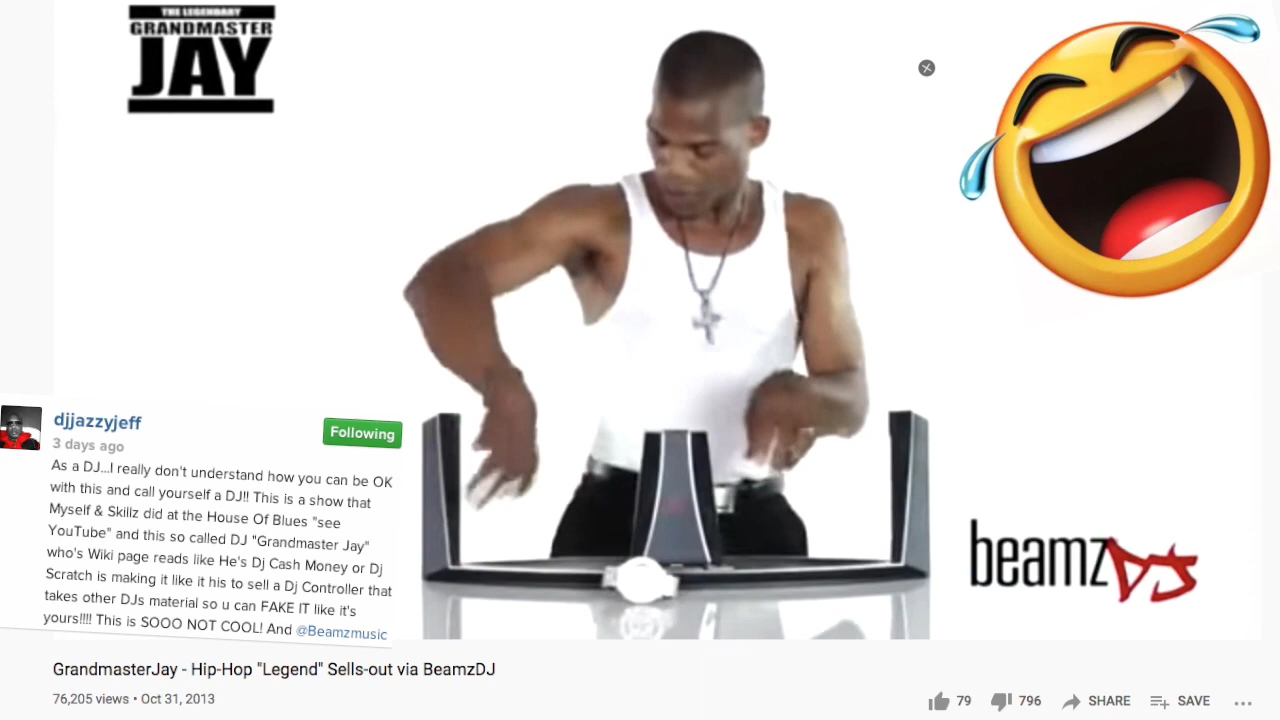 THE LEGENDARY
GRANDMASTER
JAY
djjazzyjeff
Following
3 days ago
As a DJ...I really don't understand how you can be OK
with this and call yourself a DJ!! This is a show that
Myself & Skillz did at the House Of Blues "see
YouTube" and this so called DJ "Grandmaster Jay"
who's Wiki page reads like He's Dj Cash Money or Dj
Scratch is making it like it his to sell a Dj Controller that
takes other DJs material so u can FAKE IT like it's
yours!!!! This is SOOO NOT COOL! And @Beamzmusic
beamz DJs
GrandmasterJay - Hip-Hop "Legend" Sells-out via BeamzDJ
76,205 views • Oct 31, 2013
79 796 SHARE SAVE ...